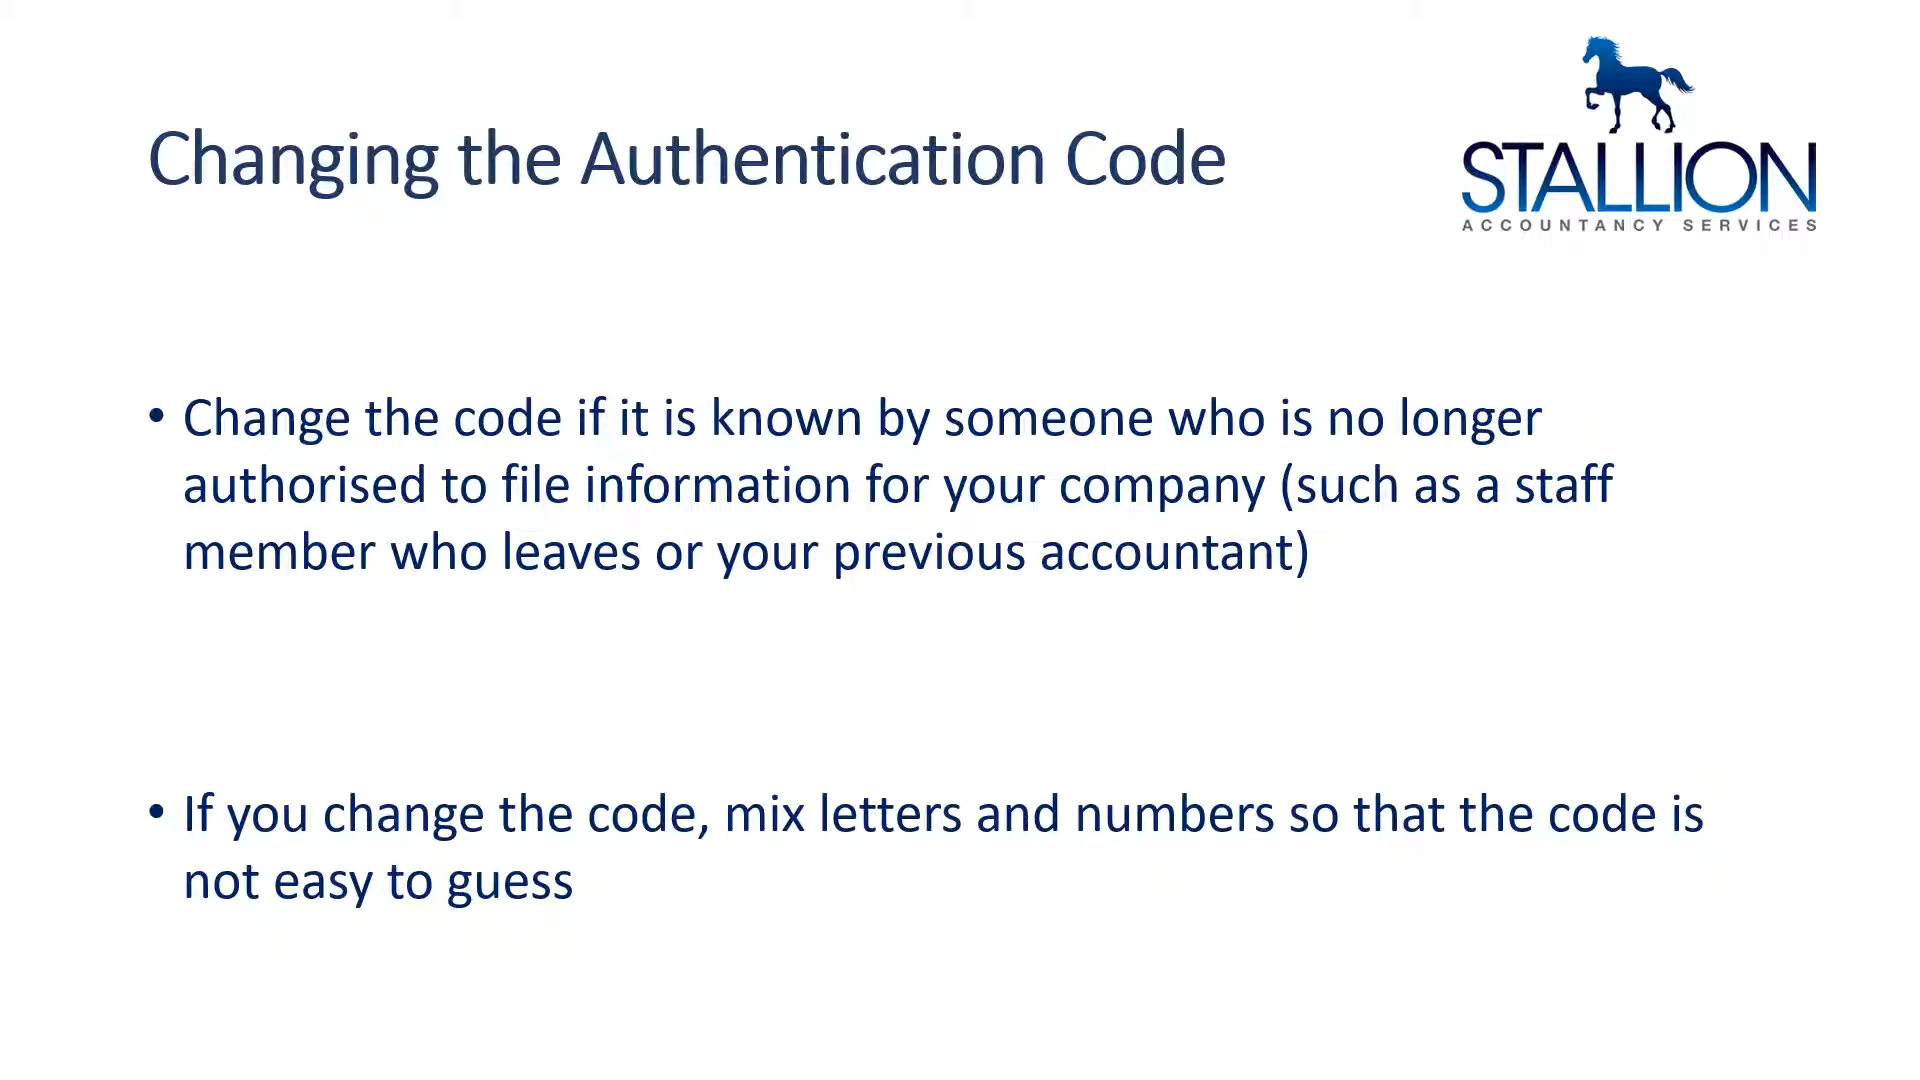 STALLION
ACCOUNTANCY SERVICES
Changing the Authentication Code
• Change the code if it is known by someone who is no longer
authorised to file information for your company (such as a staff
member who leaves or your previous accountant)
• If you change the code, mix letters and numbers so that the code is
not easy to guess